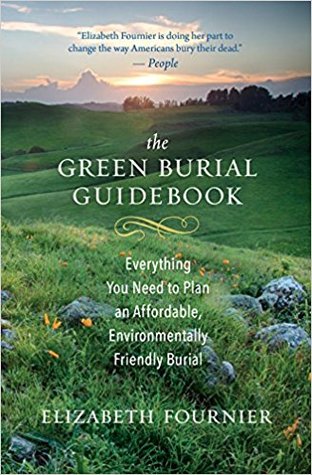 “Elizabeth Fournier is doing her part to
change the way Americans bury their dead.”
— People
the
GREEN BURIAL
GUIDEBOOK
Everything
You Need to Plan
an Affordable,
Environmentally
Friendly Burial
ELIZABETH FOURNIER